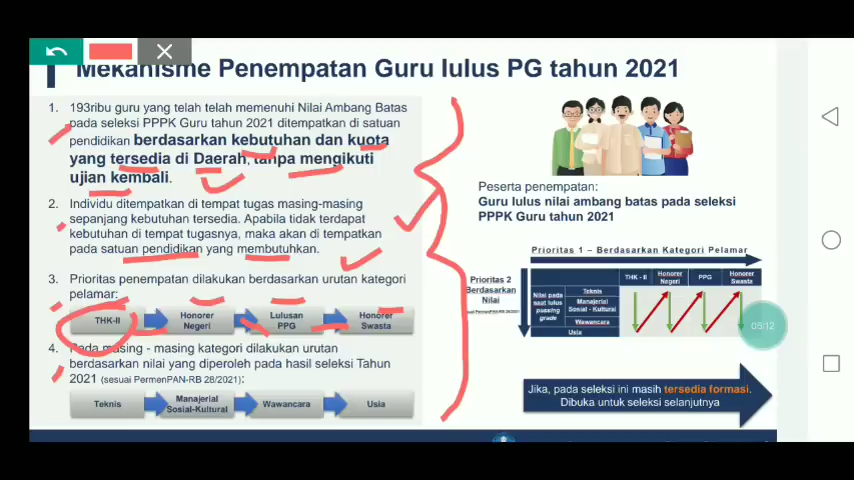 Mekanisme Penempatan Guru lulus PG tahun 2021
1. 193ribu guru yang telah telah memenuhi Nilai Ambang Batas
pada seleksi PPPK Guru tahun 2021 ditempatkan di satuan
pendidikan berdasarkan kebutuhan dan kuota
yang tersedia di Daerah, tanpa mengikuti
ujian kembali.
2. Individu ditempatkan di tempat tugas masing-masing
sepanjang kebutuhan tersedia. Apabila tidak terdapat
kebutuhan di tempat tugasnya, maka akan di tempatkan
pada satuan pendidikan yang membutuhkan.
3. Prioritas penempatan dilakukan berdasarkan urutan kategori
pelamar:
THK-II
Honorer
Negeri
Lulusan
PPG
Honorer
Swasta
4. Pada masing - masing kategori dilakukan urutan
berdasarkan nilai yang diperoleh pada hasil seleksi Tahun
2021 (sesuai PermenPAN-RB 28/2021):
Teknis
Manajerial
Sosial-Kultural
Wawancara
Usia
Peserta penempatan:
Guru lulus nilai ambang batas pada seleksi
PPPK Guru tahun 2021
Prioritas 1 – Berdasarkan Kategori Pelamar
Prioritas 2
Berdasarkan
Nilai
(sesuai PermenPAN-RB 28/2021)
Nilai pada
saat lulus
passing
grade
Teknis
Manajerial
Sosial - Kultural
Wawancara
Usia
THK - II
Honorer
Negeri
PPG
Honorer
Swasta
05:12
Jika, pada seleksi ini masih tersedia formasi.
Dibuka untuk seleksi selanjutnya